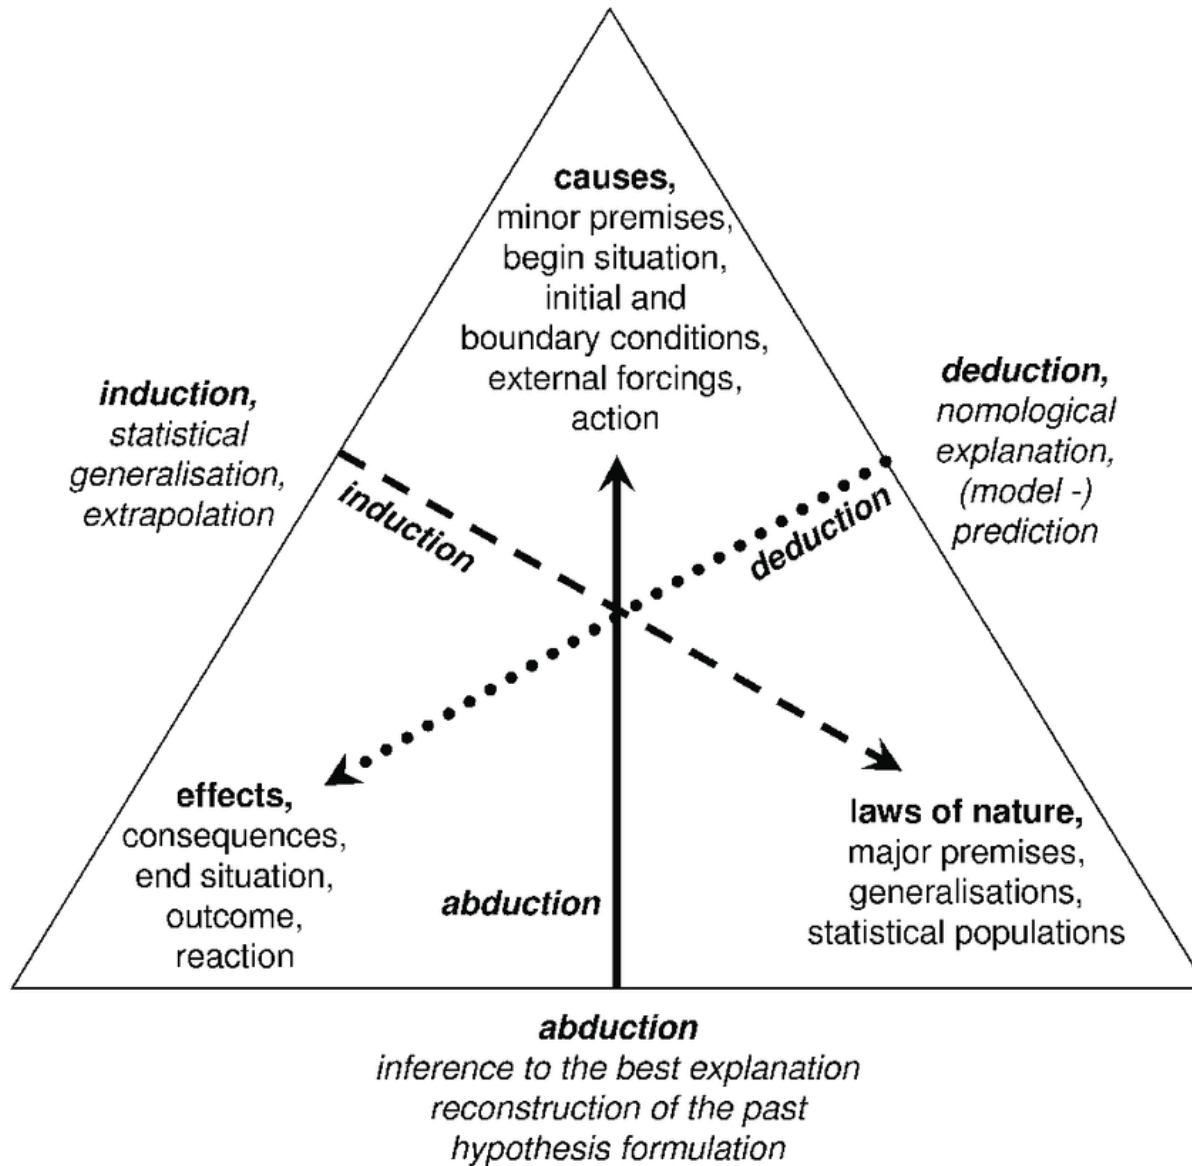 causes,
minor premises,
begin situation,
initial and
boundary conditions,
external forcings,
action
induction,
statistical
generalisation,
extrapolation
deduction,
nomological
explanation,
(model -)
prediction
induction
deduction
effects,
consequences,
end situation,
outcome,
reaction
abduction
laws of nature,
major premises,
generalisations,
statistical populations
abduction
inference to the best explanation
reconstruction of the past
hypothesis formulation